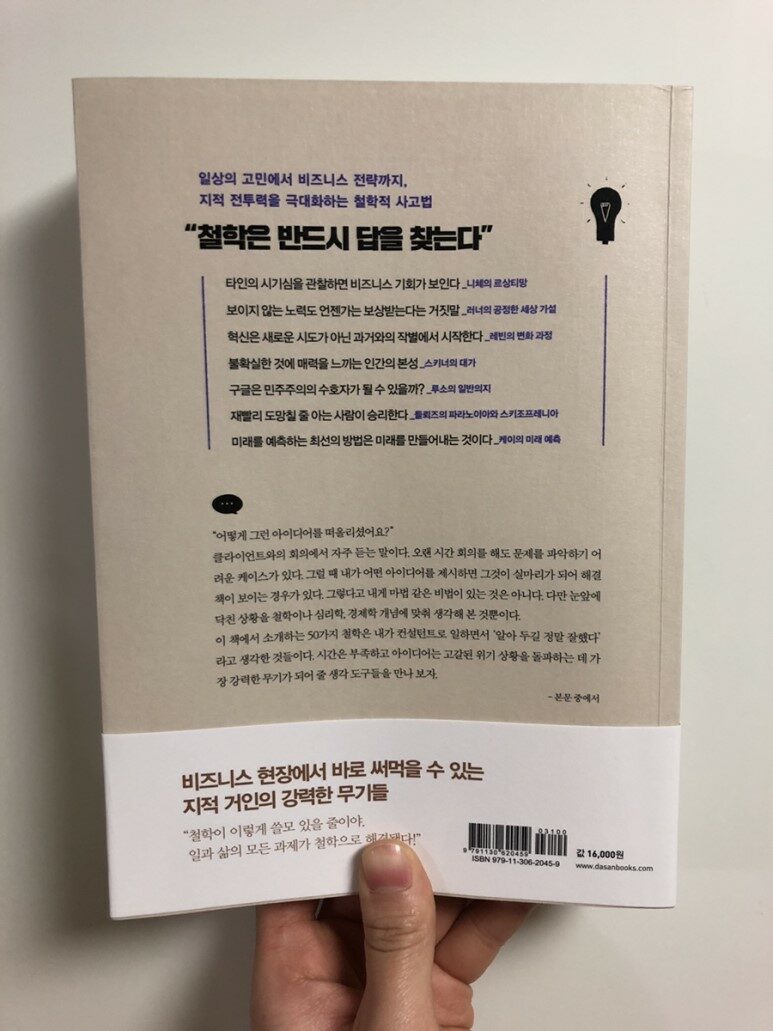 일상의 고민에서 비즈니스 전략까지,
지적 전투력을 극대화하는 철학적 사고법
“철학은 반드시 답을 찾는다”
타인의 시기심을 관찰하면 비즈니스 기회가 보인다 _니체의 르상티망
보이지 않는 노력도 언젠가는 보상받는다는 거짓말 _러너의 공정한 세상 가설
혁신은 새로운 시도가 아닌 과거와의 작별에서 시작한다 _레빈의 변화 과정
불확실한 것에 매력을 느끼는 인간의 본성 _스키너의 대가
구글은 민주주의의 수호자가 될 수 있을까? _루소의 일반의지
재빨리 도망칠 줄 아는 사람이 승리한다 _들뢰즈의 파라노이아와 스키조프레니아
미래를 예측하는 최선의 방법은 미래를 만들어내는 것이다 _케이의 미래 예측
“어떻게 그런 아이디어를 떠올리셨어요?”
클라이언트와의 회의에서 자주 듣는 말이다. 오랜 시간 회의를 해도 문제를 파악하기 어
려운 케이스가 있다. 그럴 때 내가 어떤 아이디어를 제시하면 그것이 실마리가 되어 해결
책이 보이는 경우가 있다. 그렇다고 내게 마법 같은 비법이 있는 것은 아니다. 다만 눈앞에
닥친 상황을 철학이나 심리학, 경제학 개념에 맞춰 생각해 본 것뿐이다.
이 책에서 소개하는 50가지 철학은 내가 컨설턴트로 일하면서 ‘알아 두길 정말 잘했다’
라고 생각한 것들이다. 시간은 부족하고 아이디어는 고갈된 위기 상황을 돌파하는 데 가
장 강력한 무기가 되어 줄 생각 도구들을 만나 보자.
- 본문 중에서
비즈니스 현장에서 바로 써먹을 수 있는
지적 거인의 강력한 무기들
“철학이 이렇게 쓸모 있을 줄이야.
일과 삶의 모든 과제가 철학으로 해결됐다!”
03100
9 791130 620459
ISBN 979-11-306-2045-9
값 16,000원
www.dasanbooks.com